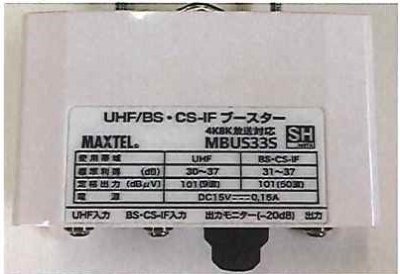 UHF/BS・CS-IF ブースター
4K8K放送対応
MAXTEL. MBUS33S SH
使用帯域 UHF BS・CS-IF
標準利得 (dB) 30~37 31~37
定格出力 (dBμV) 101(9波) 101(50波)
電源 DC15V 0.15A
UHF入力 BS・CS-IF入力 出力モニター(-20dB) 出力